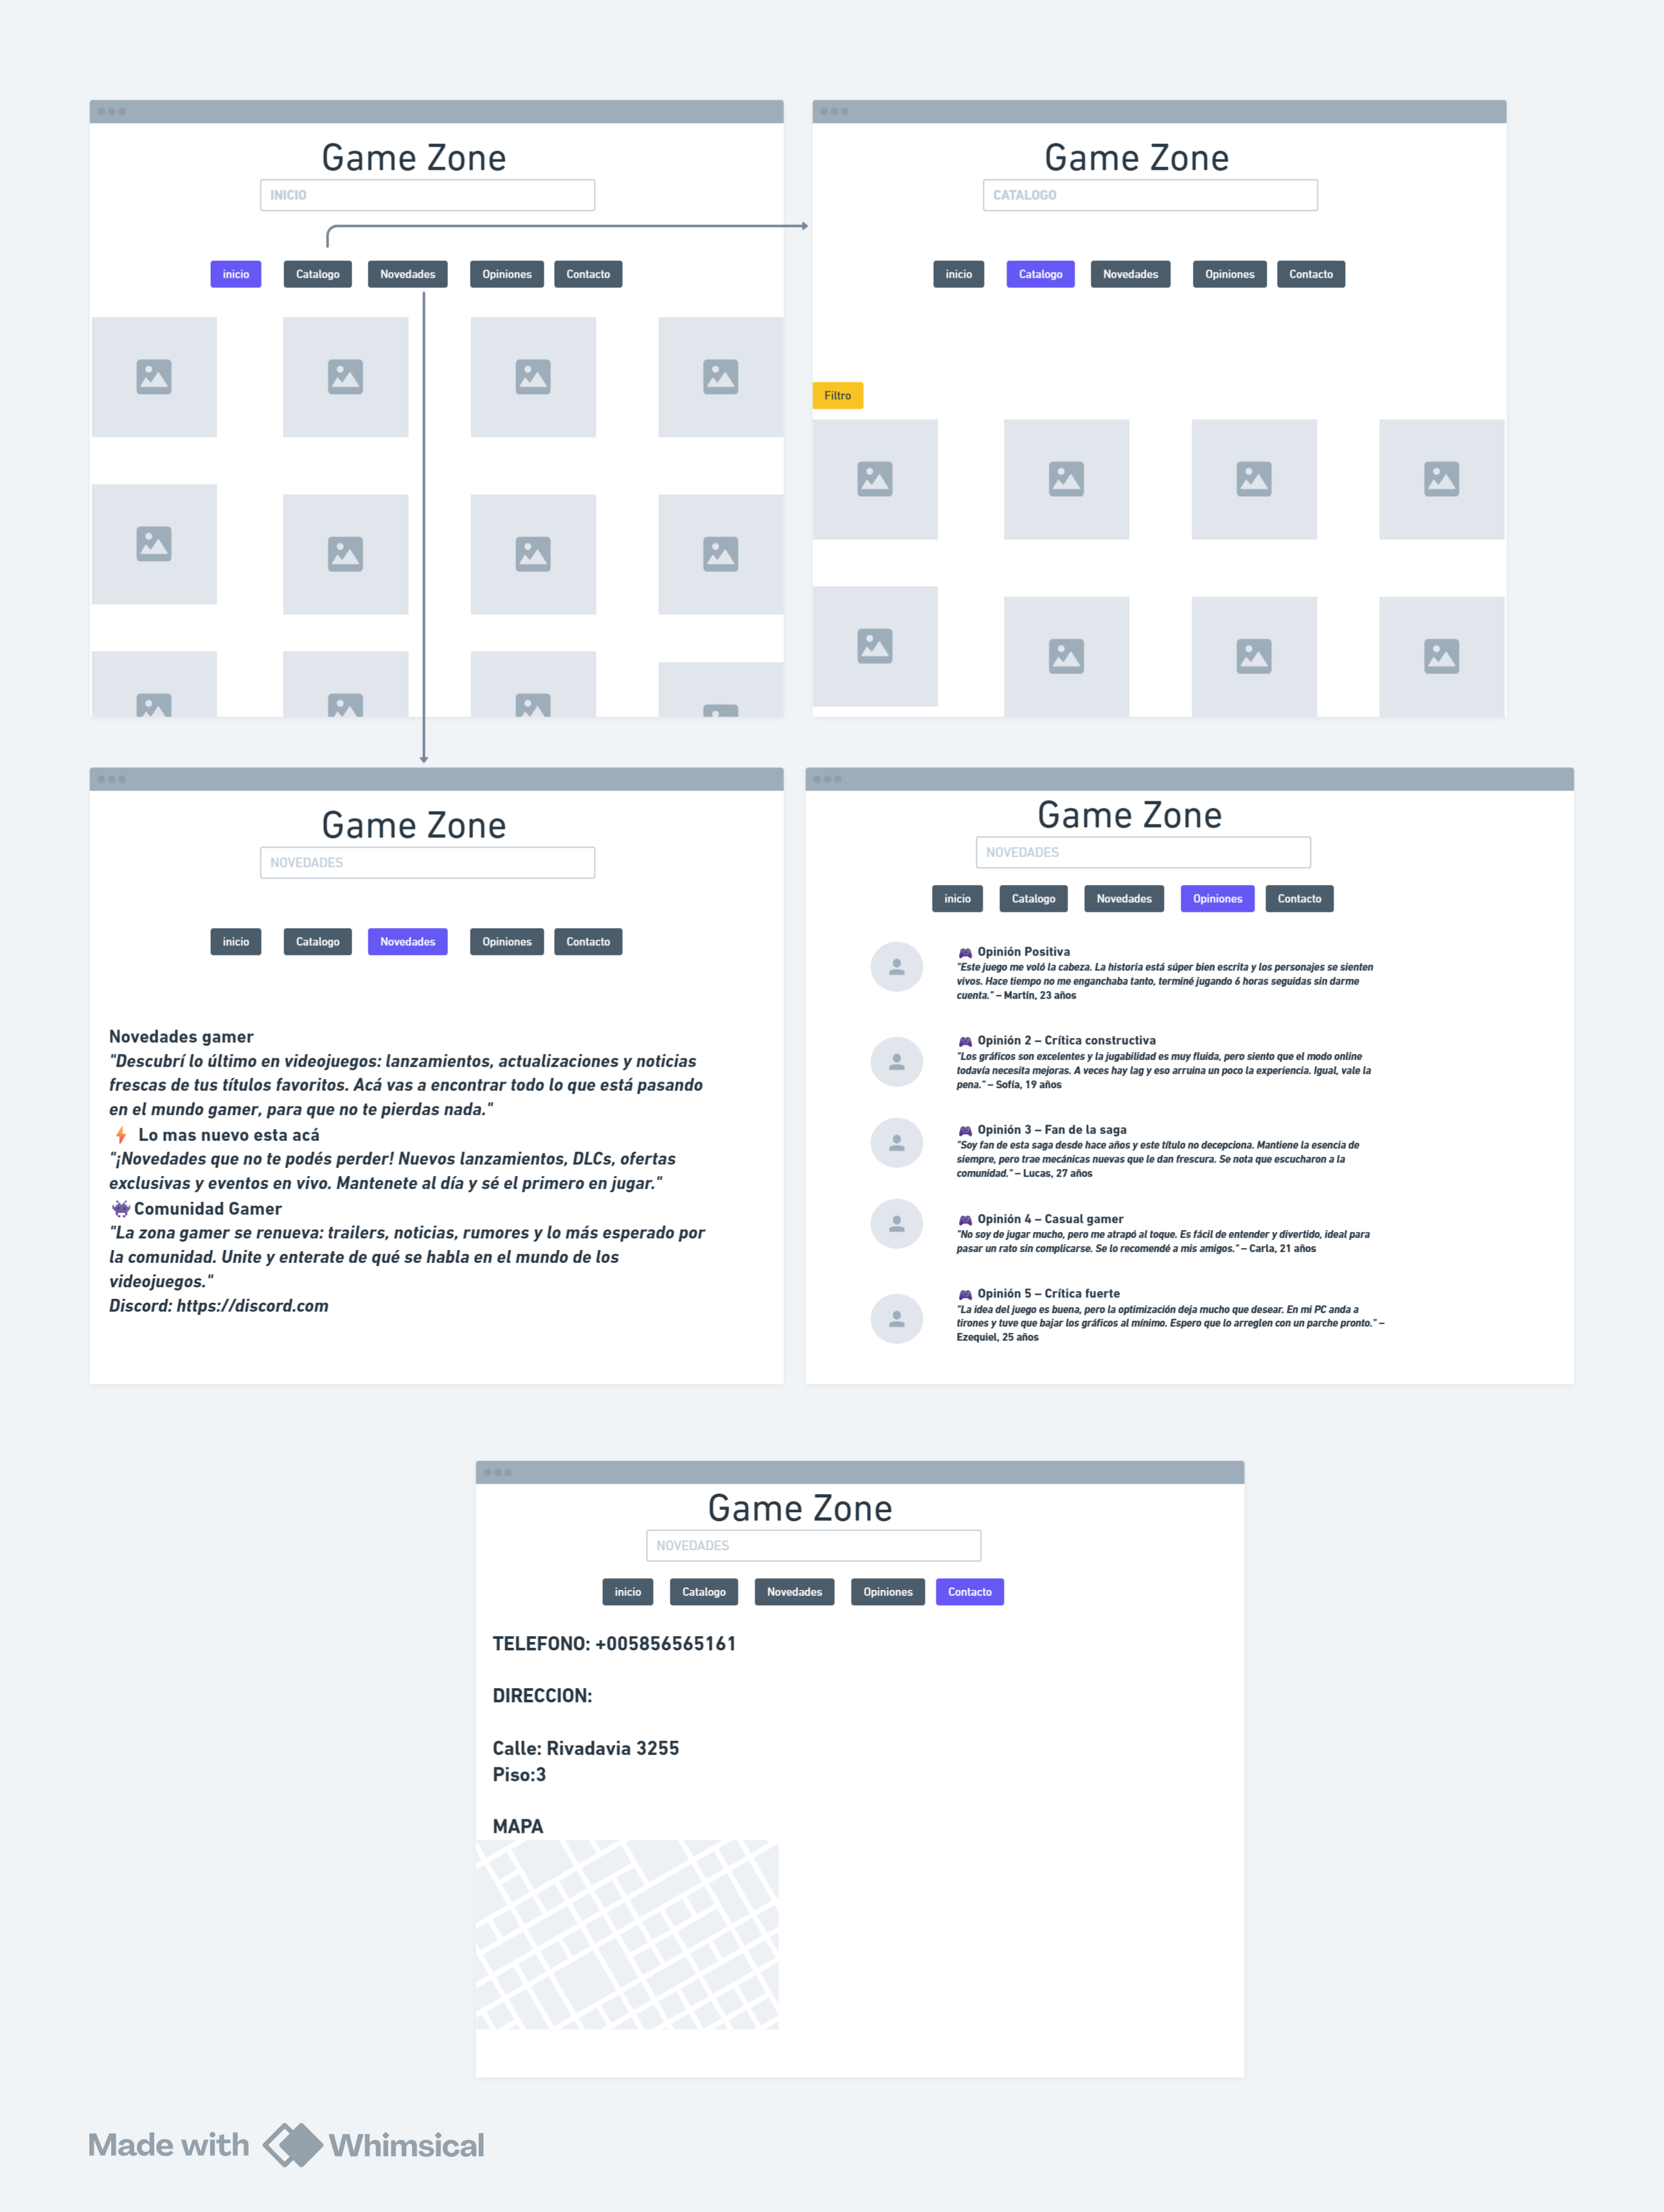 Game Zone
INICIO
inicio
Catalogo
Novedades
Opiniones
Contacto
Game Zone
CATALOGO
inicio
Catalogo
Novedades
Opiniones
Contacto
Filtro
Game Zone
NOVEDADES
inicio
Catalogo
Novedades
Opiniones
Contacto
Novedades gamer
"Descubrí lo último en videojuegos: lanzamientos, actualizaciones y noticias
frescas de tus títulos favoritos. Acá vas a encontrar todo lo que está pasando
en el mundo gamer, para que no te pierdas nada."
⚡ Lo mas nuevo esta acá
"¡Novedades que no te podés perder! Nuevos lanzamientos, DLCs, ofertas
exclusivas y eventos en vivo. Mantenete al día y sé el primero en jugar."
👾Comunidad Gamer
"La zona gamer se renueva: trailers, noticias, rumores y lo más esperado por
la comunidad. Unite y enterate de qué se habla en el mundo de los
videojuegos."
Discord: https://discord.com
Game Zone
NOVEDADES
inicio
Catalogo
Novedades
Opiniones
Contacto
🎮 Opinión Positiva
"Este juego me voló la cabeza. La historia está súper bien escrita y los personajes se sienten
vivos. Hace tiempo no me enganchaba tanto, terminé jugando 6 horas seguidas sin darme
cuenta." – Martín, 23 años
🎮 Opinión 2 – Crítica constructiva
"Los gráficos son excelentes y la jugabilidad es muy fluida, pero siento que el modo online
todavía necesita mejoras. A veces hay lag y eso arruina un poco la experiencia. Igual, vale la
pena." – Sofía, 19 años
🎮 Opinión 3 – Fan de la saga
"Soy fan de esta saga desde hace años y este título no decepciona. Mantiene la esencia de
siempre, pero trae mecánicas nuevas que le dan frescura. Se nota que escucharon a la
comunidad." – Lucas, 27 años
🎮 Opinión 4 – Casual gamer
"No soy de jugar mucho, pero me atrapó al toque. Es fácil de entender y divertido, ideal para
pasar un rato sin complicarse. Se lo recomendé a mis amigos." – Carla, 21 años
🎮 Opinión 5 – Crítica fuerte
"La idea del juego es buena, pero la optimización deja mucho que desear. En mi PC anda a
tirones y tuve que bajar los gráficos al mínimo. Espero que lo arreglen con un parche pronto." –
Ezequiel, 25 años
Game Zone
NOVEDADES
inicio
Catalogo
Novedades
Opiniones
Contacto
TELEFONO: +005856565161
DIRECCION:
Calle: Rivadavia 3255
Piso:3
MAPA
Made with Whimsical